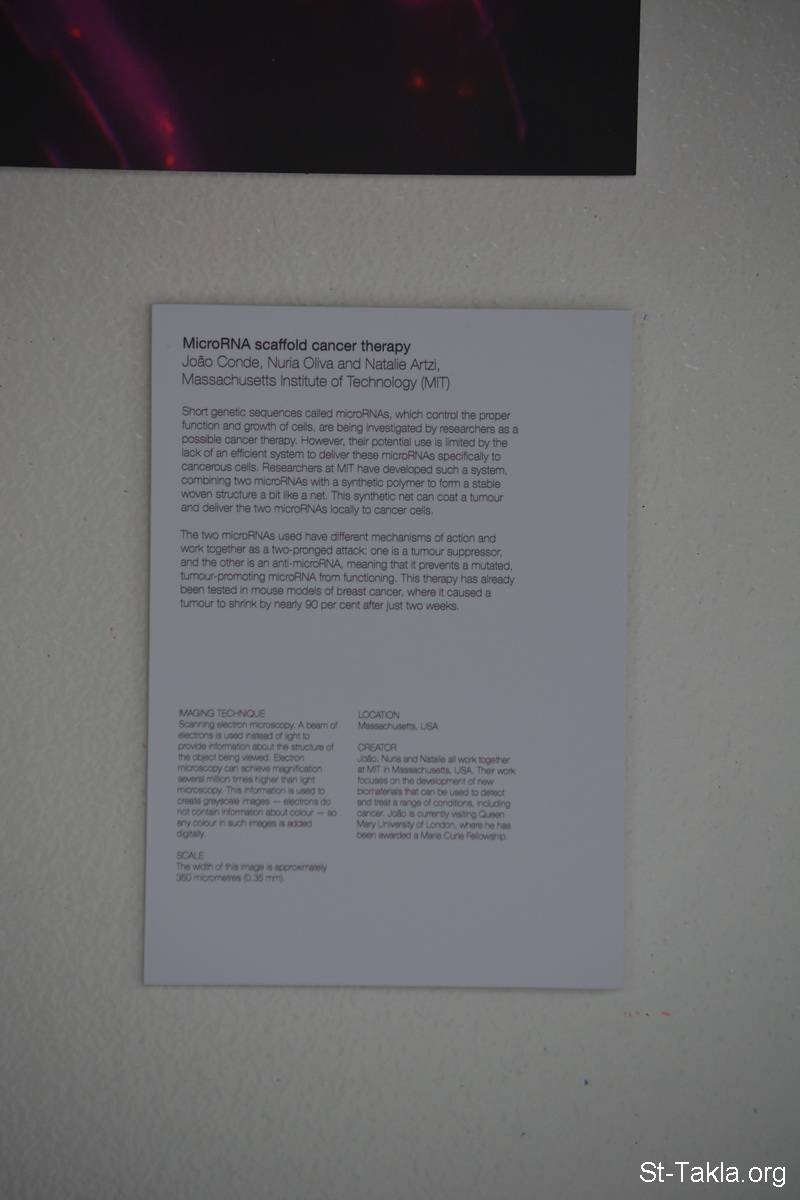 MicroRNA scaffold cancer therapy
João Conde, Nuria Oliva and Natalie Artzi,
Massachusetts Institute of Technology (MIT)
Short genetic sequences called microRNAs, which control the proper
function and growth of cells, are being investigated by researchers as a
possible cancer therapy. However, their potential use is limited by the
lack of an efficient system to deliver these microRNAs specifically to
cancerous cells. Researchers at MIT have developed such a system,
combining two microRNAs with a synthetic polymer to form a stable
woven structure a bit like a net. This synthetic net can coat a tumour
and deliver the two microRNAs locally to cancer cells.
The two microRNAs used have different mechanisms of action and
work together as a two-pronged attack: one is a tumour suppressor,
and the other is an anti-microRNA, meaning that it prevents a mutated,
tumour-promoting microRNA from functioning. This therapy has already
been tested in mouse models of breast cancer, where it caused a
tumour to shrink by nearly 90 per cent after just two weeks.
IMAGING TECHNIQUE
Scanning electron microscopy. A beam of
electrons is used instead of light to
provide information about the structure of
the object being viewed. Electron
microscopy can achieve magnification
several million times higher than light
microscopy. This information is used to
create greyscale images — electrons do
not contain information about colour — so
any colour in such images is added
digitally.
SCALE
The width of this image is approximately
350 micrometres (0.35 mm).
LOCATION
Massachusetts, USA
CREATOR
João, Nuria and Natalie all work together
at MIT in Massachusetts, USA. Their work
focuses on the development of new
biomaterials that can be used to detect
and treat a range of conditions, including
cancer. João is currently visiting Queen
Mary University of London, where he has
been awarded a Marie Curie Fellowship.
St-Takla.org